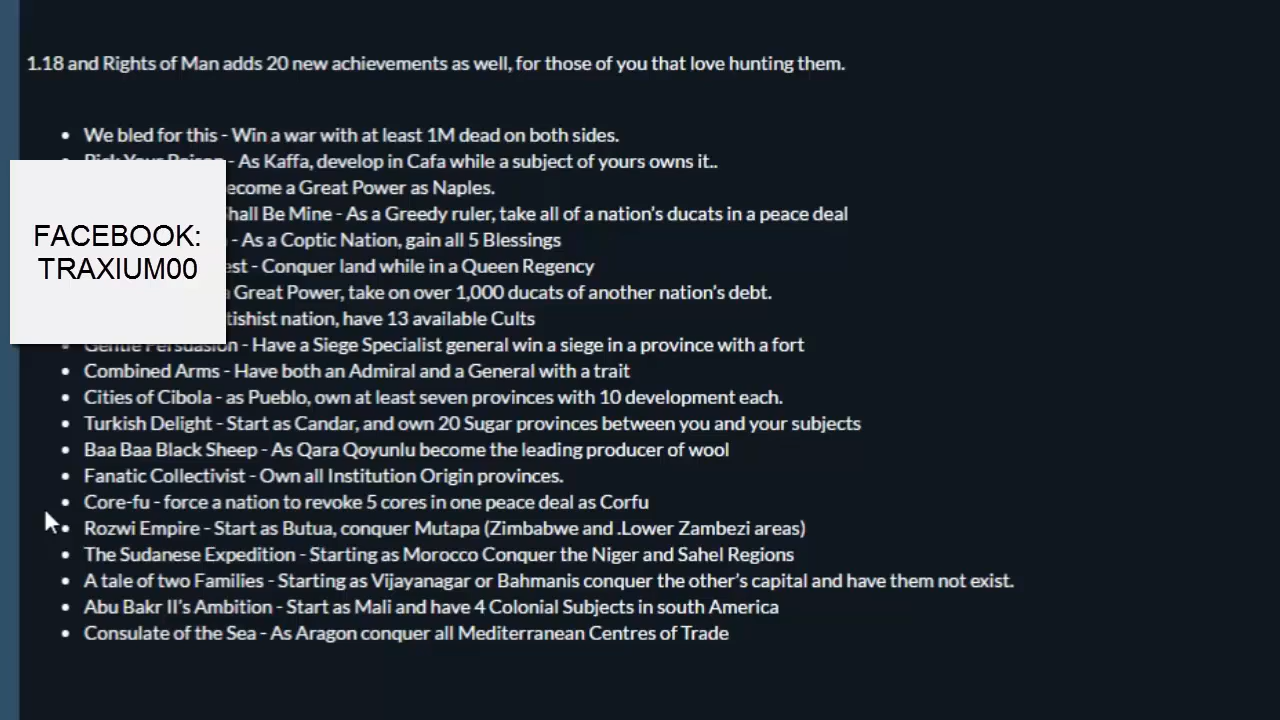 1.18 and Rights of Man adds 20 new achievements as well, for those of you that love hunting them.
We bled for this - Win a war with at least 1M dead on both sides.
- As Kaffa, develop in Cafa while a subject of yours owns it..
ecome a Great Power as Naples.
hall Be Mine - As a Greedy ruler, take all of a nation's ducats in a peace deal
- As a Coptic Nation, gain all 5 Blessings
est - Conquer land while in a Queen Regency
Great Power, take on over 1,000 ducats of another nation's debt.
tishist nation, have 13 available Cults
FACEBOOK:
TRAXIUM00
Gentle Persuasion - Have a Siege Specialist general win a siege in a province with a fort
Combined Arms - Have both an Admiral and a General with a trait
Cities of Cibola - as Pueblo, own at least seven provinces with 10 development each.
Turkish Delight - Start as Candar, and own 20 Sugar provinces between you and your subjects
Baa Baa Black Sheep - As Qara Qoyunlu become the leading producer of wool
Fanatic Collectivist - Own all Institution Origin provinces.
Core-fu - force a nation to revoke 5 cores in one peace deal as Corfu
Rozwi Empire - Start as Butua, conquer Mutapa (Zimbabwe and .Lower Zambezi areas)
The Sudanese Expedition - Starting as Morocco Conquer the Niger and Sahel Regions
A tale of two Families - Starting as Vijayanagar or Bahmanis conquer the other's capital and have them not exist.
Abu Bakr II's Ambition - Start as Mali and have 4 Colonial Subjects in south America
Consulate of the Sea - As Aragon conquer all Mediterranean Centres of Trade